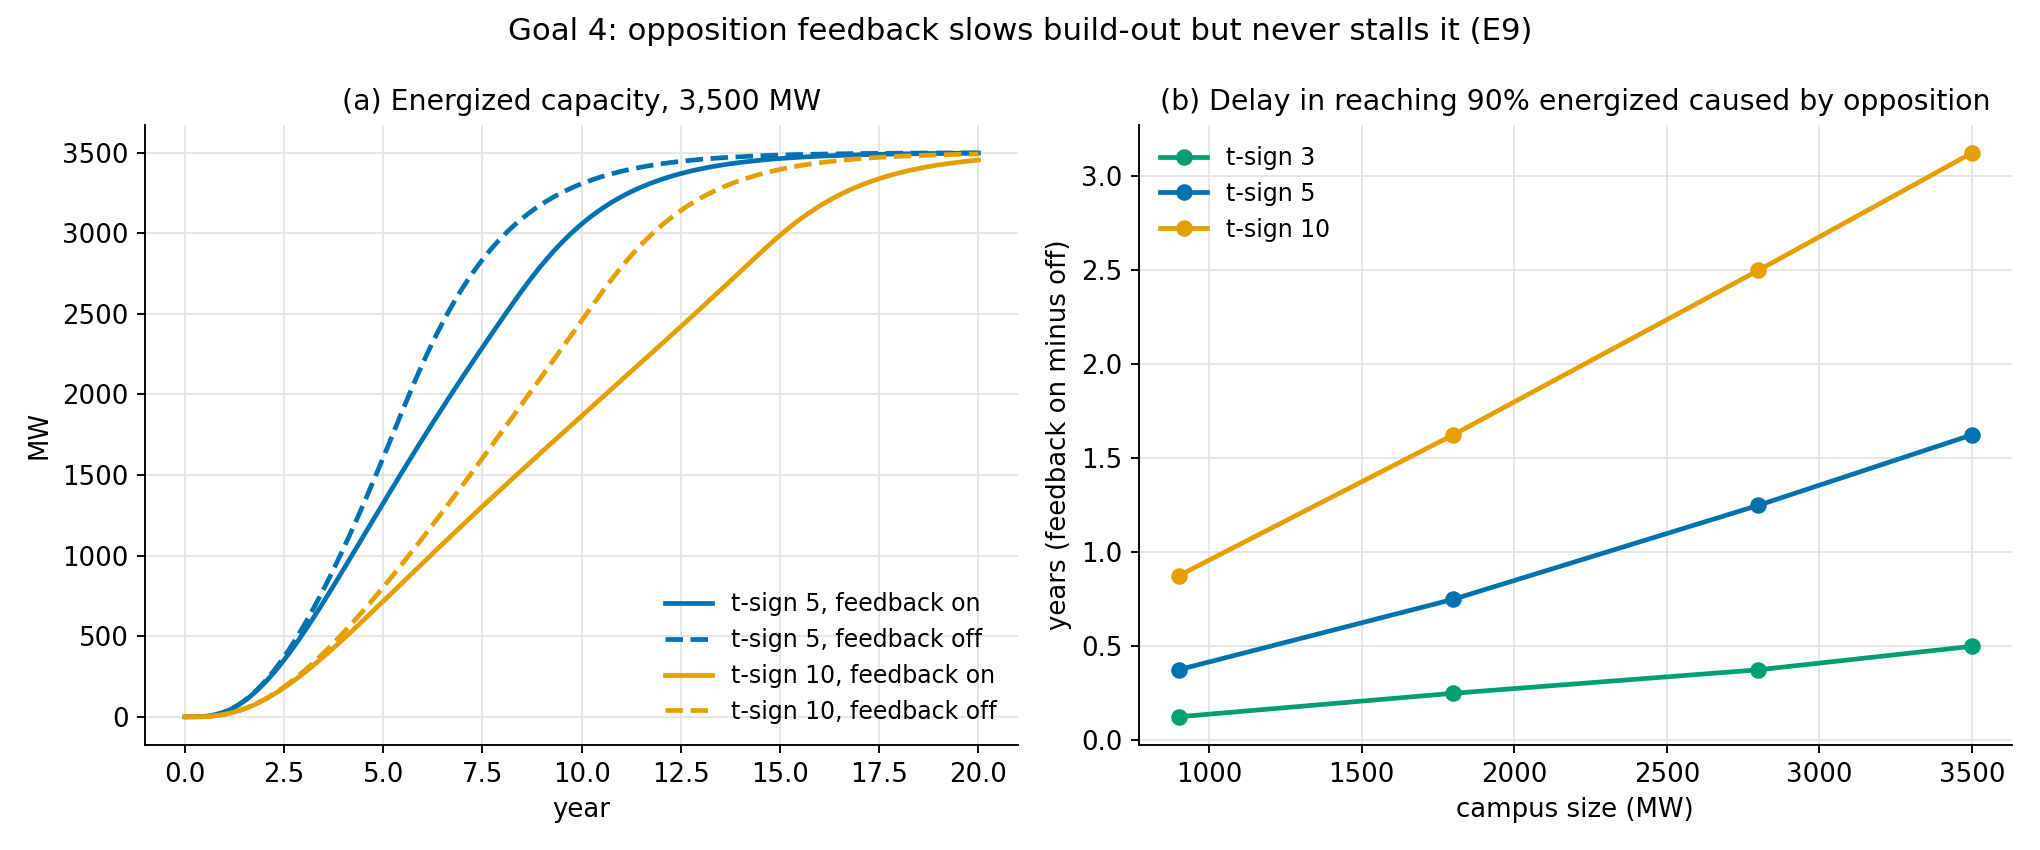 Goal 4: opposition feedback slows build-out but never stalls it (E9)
(a) Energized capacity, 3,500 MW
MW
3500
3000
2500
2000
1500
1000
500
0
t-sign 5, feedback on
t-sign 5, feedback off
t-sign 10, feedback on
t-sign 10, feedback off
0.0 2.5 5.0 7.5 10.0 12.5 15.0 17.5 20.0
year
(b) Delay in reaching 90% energized caused by opposition
years (feedback on minus off)
t-sign 3
t-sign 5
t-sign 10
3.0
2.5
2.0
1.5
1.0
0.5
0.0
1000 1500 2000 2500 3000 3500
campus size (MW)